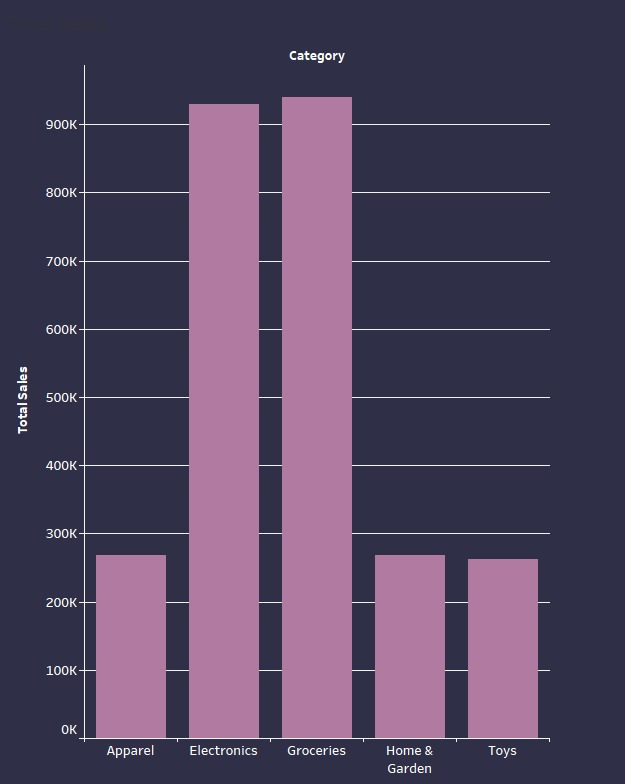 Category
900K
800K
700K
600K
500K
400K
300K
200K
100K
0K
Total Sales
Apparel
Electronics
Groceries
Home &
Garden
Toys